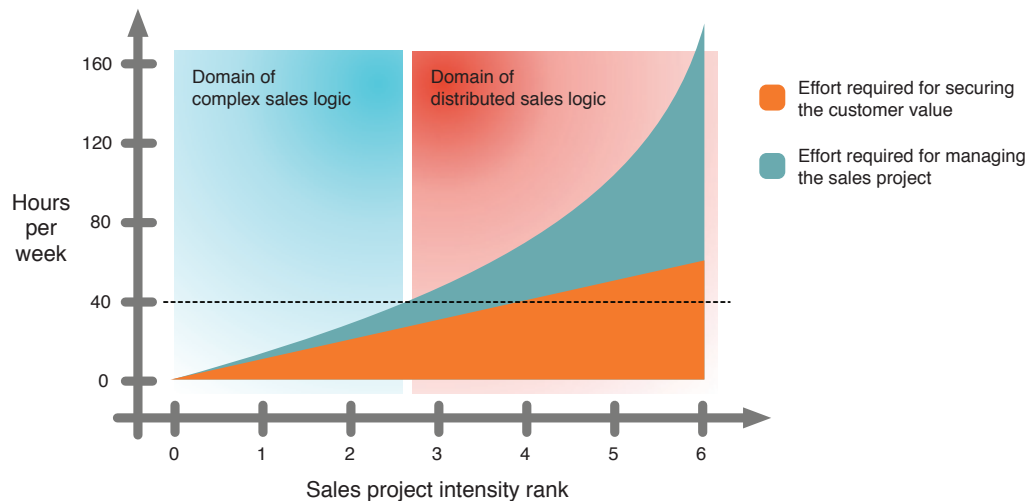 160
120
80
40
0
Hours
per
week
Domain of
complex sales logic
Domain of
distributed sales logic
Effort required for securing
the customer value
Effort required for managing
the sales project
0 1 2 3 4 5 6
Sales project intensity rank